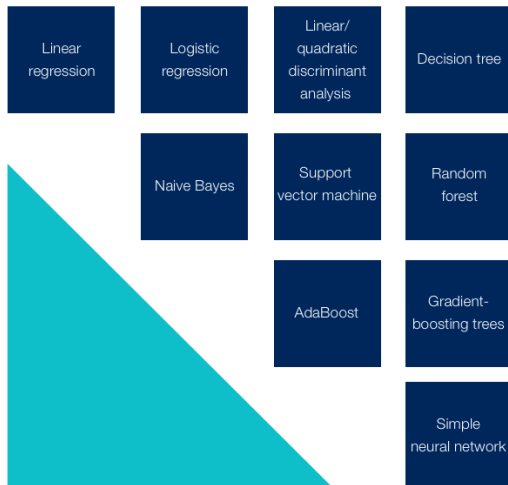 Linear
regression
Logistic
regression
Linear/
quadratic
discriminant
analysis
Decision tree
Naive Bayes
Support
vector machine
Random
forest
AdaBoost
Gradient-
boosting trees
Simple
neural network